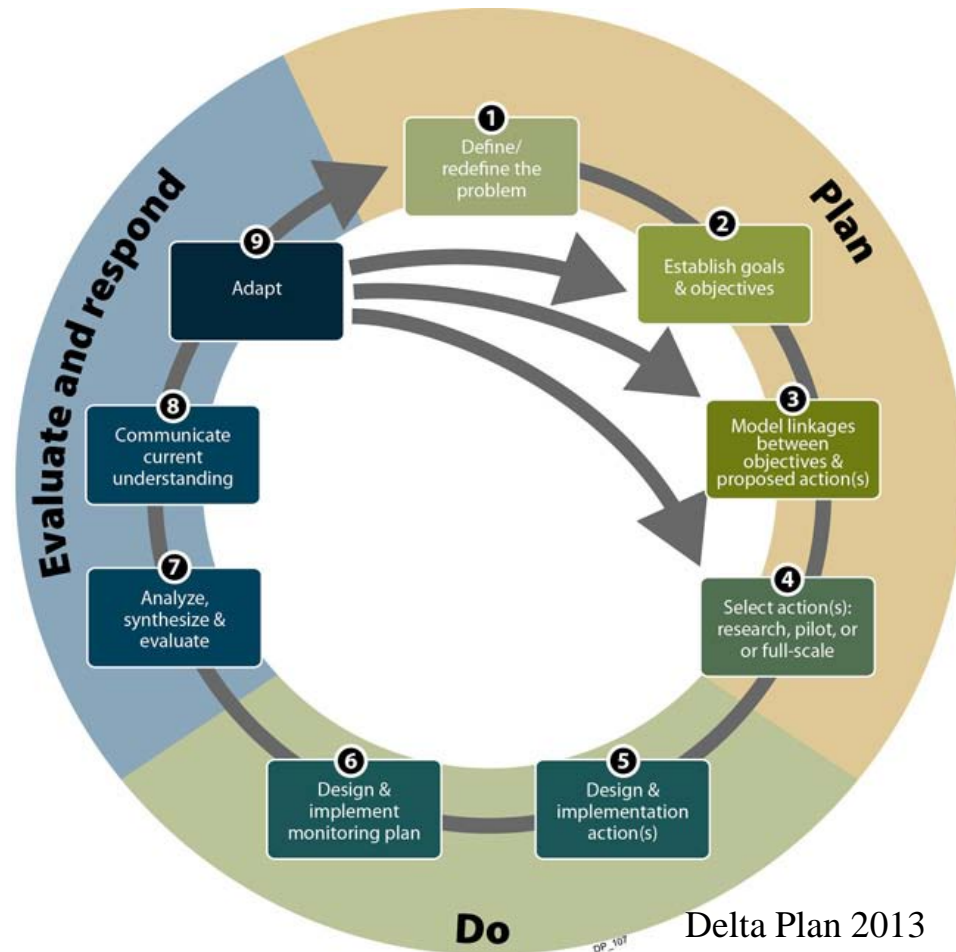 1
Define/
redefine the
problem
2
Establish goals
& objectives
3
Model linkages
between
objectives &
proposed action(s)
4
Select action(s):
research, pilot, or
or full-scale
5
Design &
implementation
action(s)
6
Design &
implement
monitoring plan
7
Analyze,
synthesize &
evaluate
8
Communicate
current
understanding
9
Adapt
Plan
Do
Evaluate and respond
DP_107
Delta Plan 2013